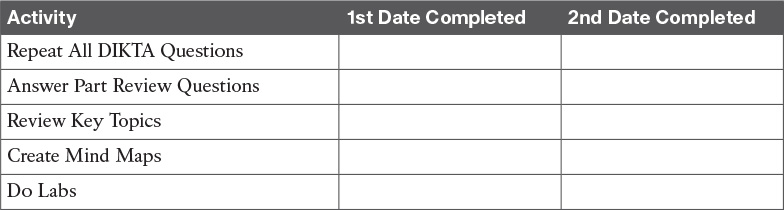 Activity 1st Date Completed 2nd Date Completed
Repeat All DIKTA Questions
Answer Part Review Questions
Review Key Topics
Create Mind Maps
Do Labs